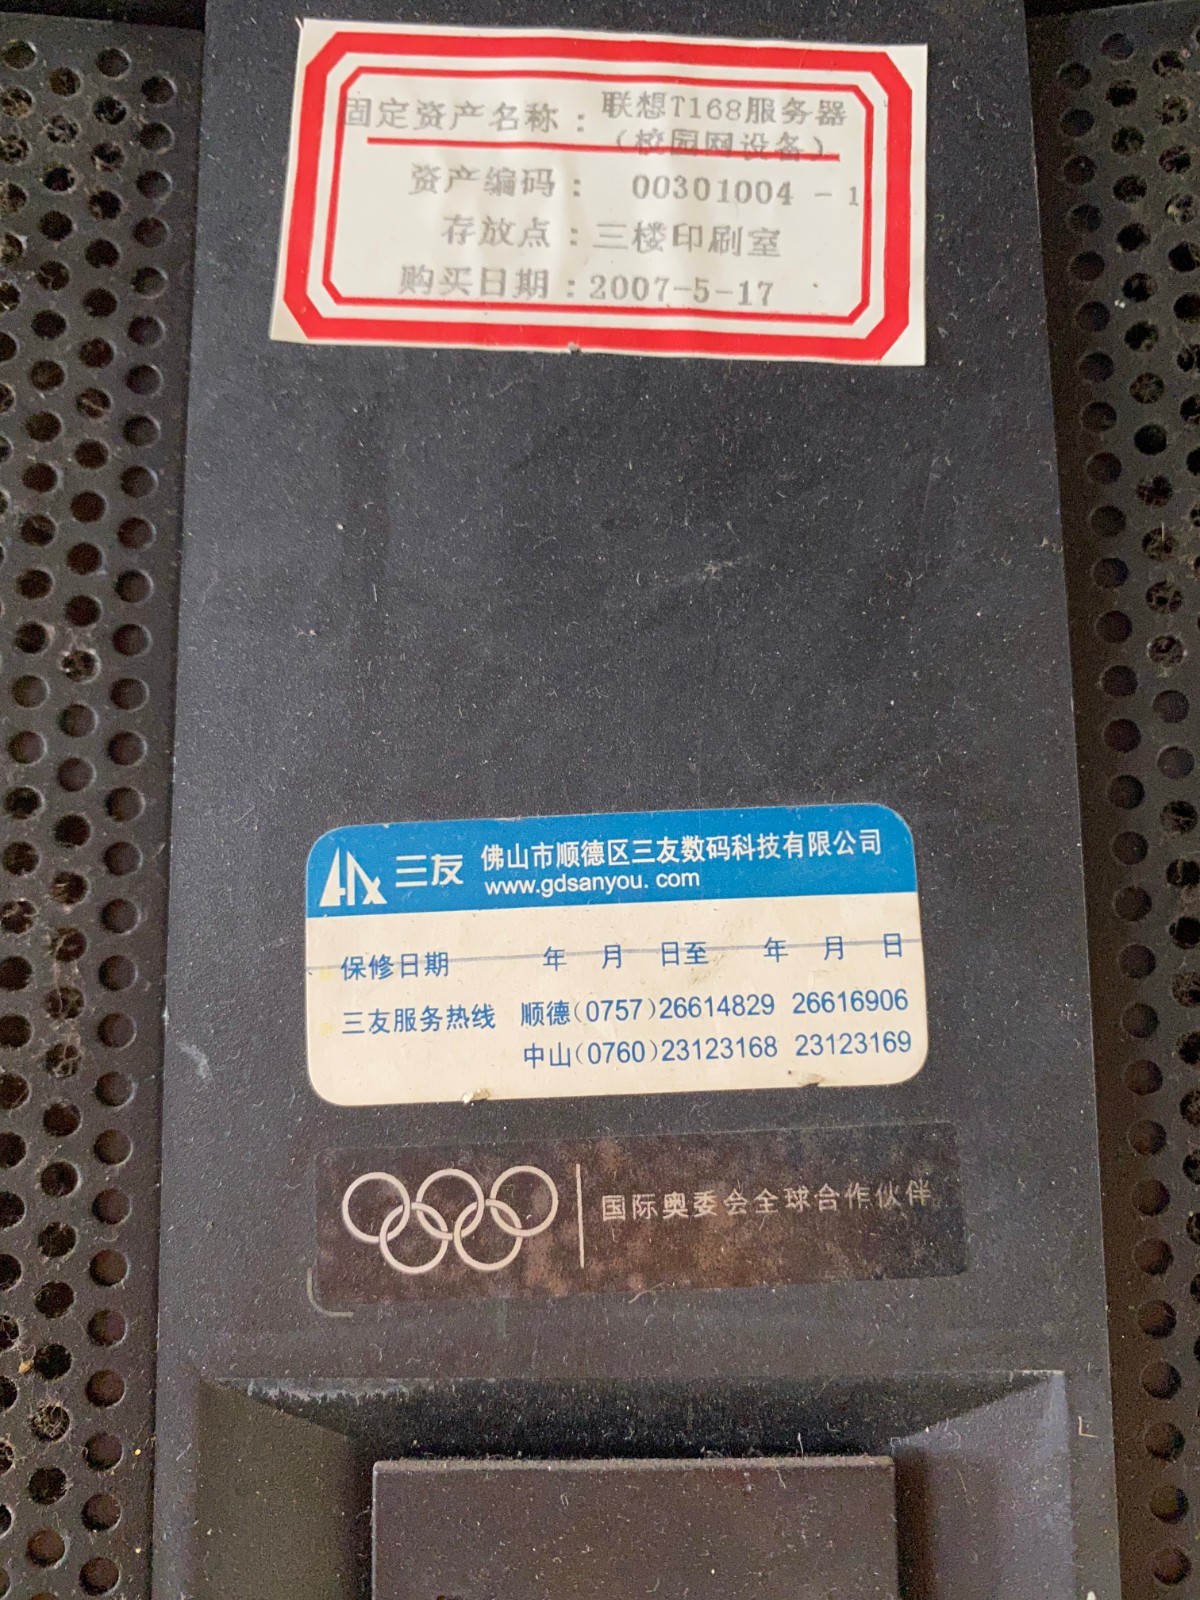 固定资产名称：联想T168服务器
（校园网设备）
资产编码： 00301004 - 1
存放点：三楼印刷室
购买日期：2007-5-17
三友 佛山市顺德区三友数码科技有限公司
www.gdsanyou. com
保修日期 年 月 日至 年 月 日
三友服务热线 顺德(0757)26614829 26616906
中山(0760)23123168 23123169
国际奥委会全球合作伙伴